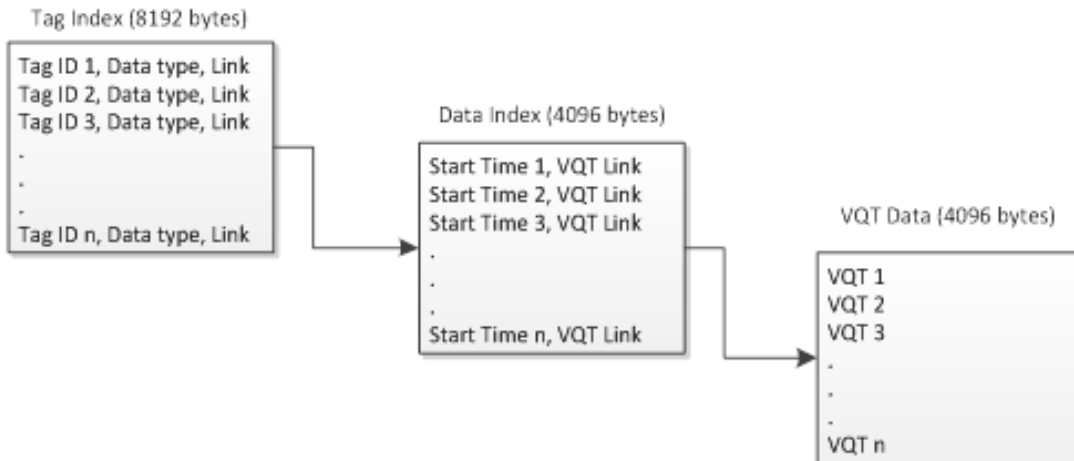 Tag Index (8192 bytes)
Tag ID 1, Data type, Link
Tag ID 2, Data type, Link
Tag ID 3, Data type, Link
.
.
.
Tag ID n, Data type, Link
Data Index (4096 bytes)
Start Time 1, VQT Link
Start Time 2, VQT Link
Start Time 3, VQT Link
.
.
.
Start Time n, VQT Link
VQT Data (4096 bytes)
VQT 1
VQT 2
VQT 3
.
.
.
VQT n